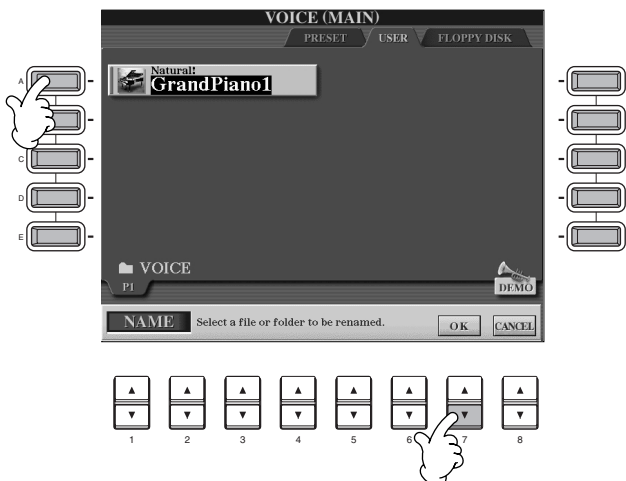 VOICE (MAIN)
PRESET USER FLOPPY DISK
A
Natural!
GrandPiano1
C
D
E
VOICE
P1
DEMO
NAME Select a file or folder to be renamed. OK CANCEL
1 2 3 4 5 6 7 8